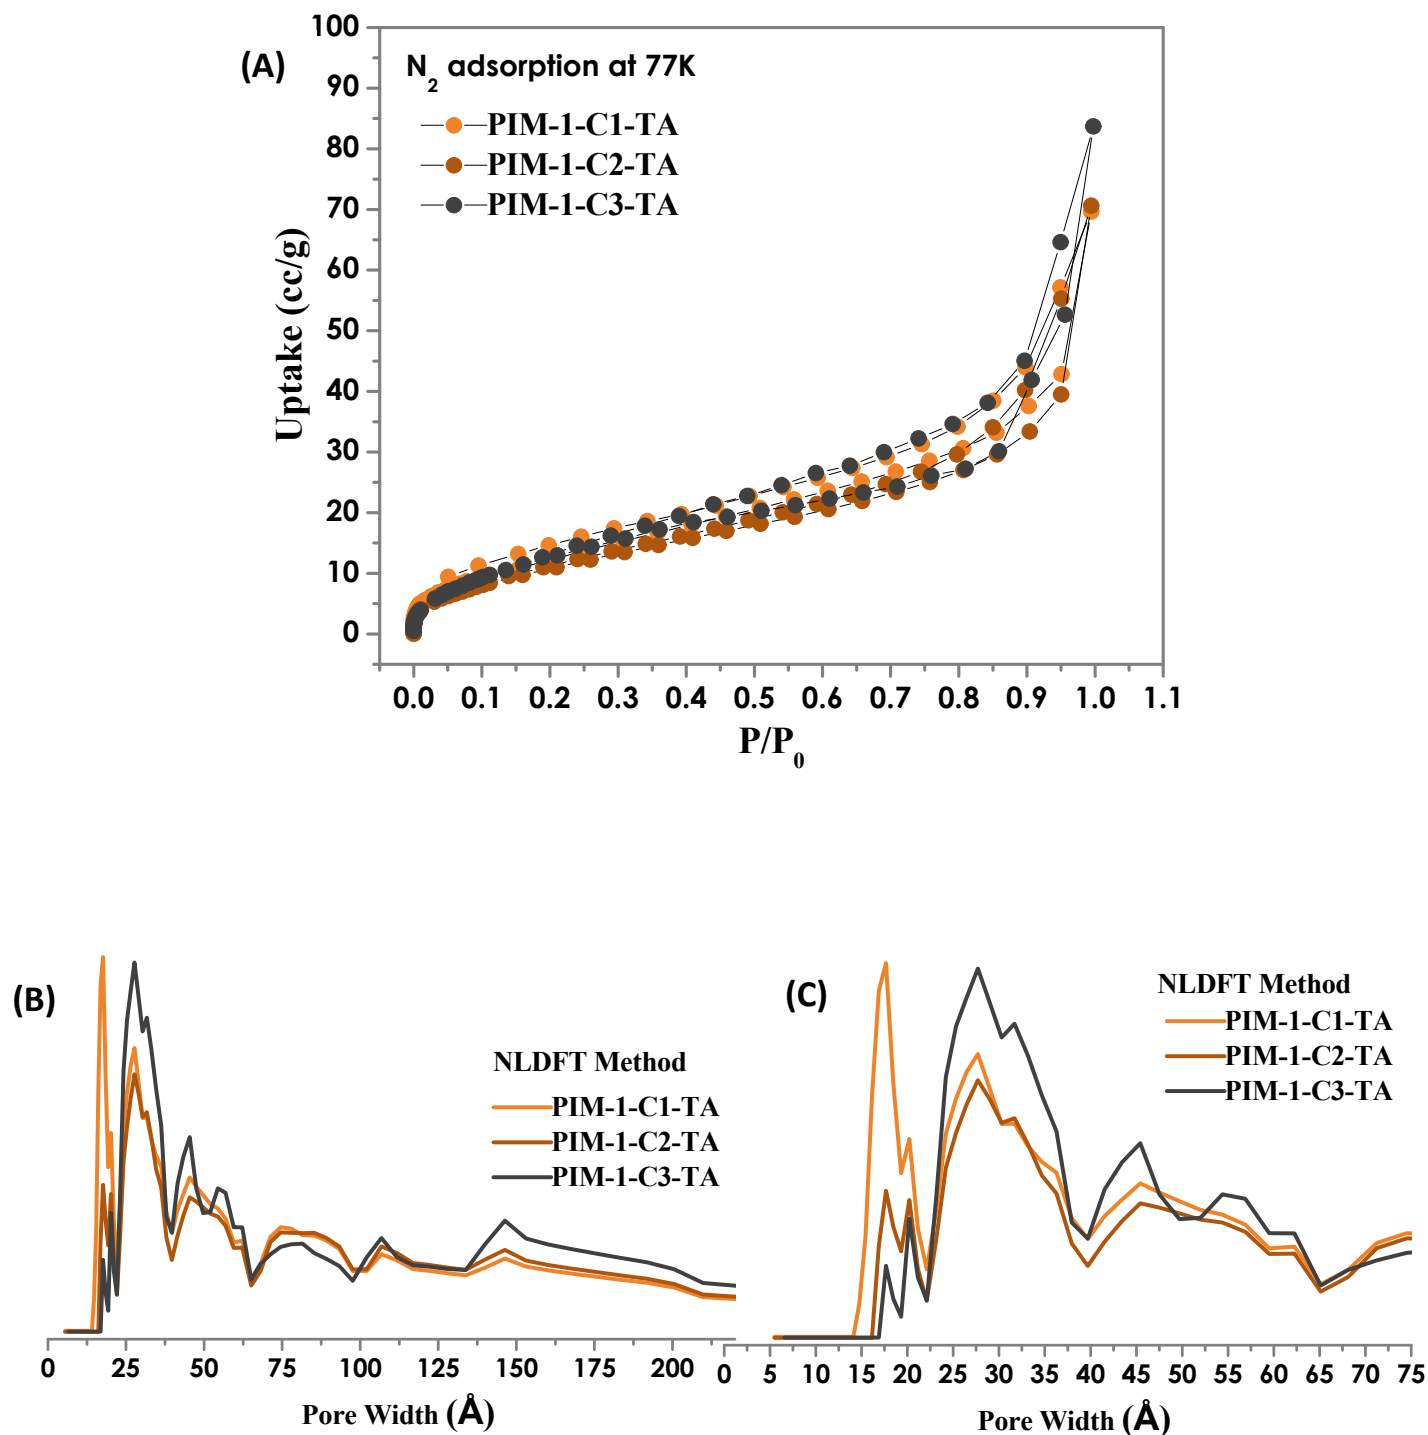 (A)
N2 adsorption at 77K
PIM-1-C1-TA
PIM-1-C2-TA
PIM-1-C3-TA
Uptake (cc/g)
100
90
80
70
60
50
40
30
20
10
0
0.0 0.1 0.2 0.3 0.4 0.5 0.6 0.7 0.8 0.9 1.0 1.1
P/P0
(B)
NLDFT Method
PIM-1-C1-TA
PIM-1-C2-TA
PIM-1-C3-TA
0 25 50 75 100 125 150 175 200
Pore Width (Å)
(C)
NLDFT Method
PIM-1-C1-TA
PIM-1-C2-TA
PIM-1-C3-TA
0 5 10 15 20 25 30 35 40 45 50 55 60 65 70 75
Pore Width (Å)